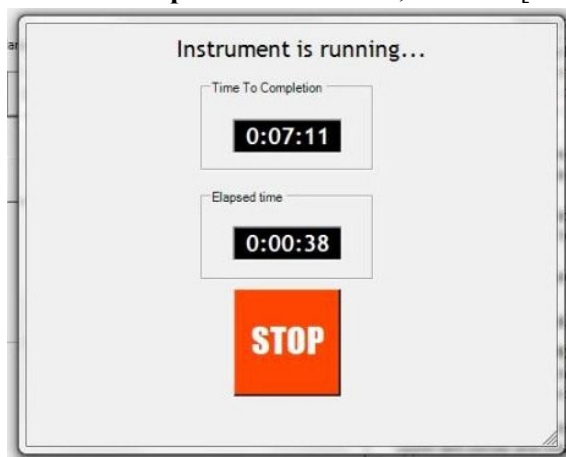 Instrument is running...
Time To Completion
0:07:11
Elapsed time
0:00:38
STOP